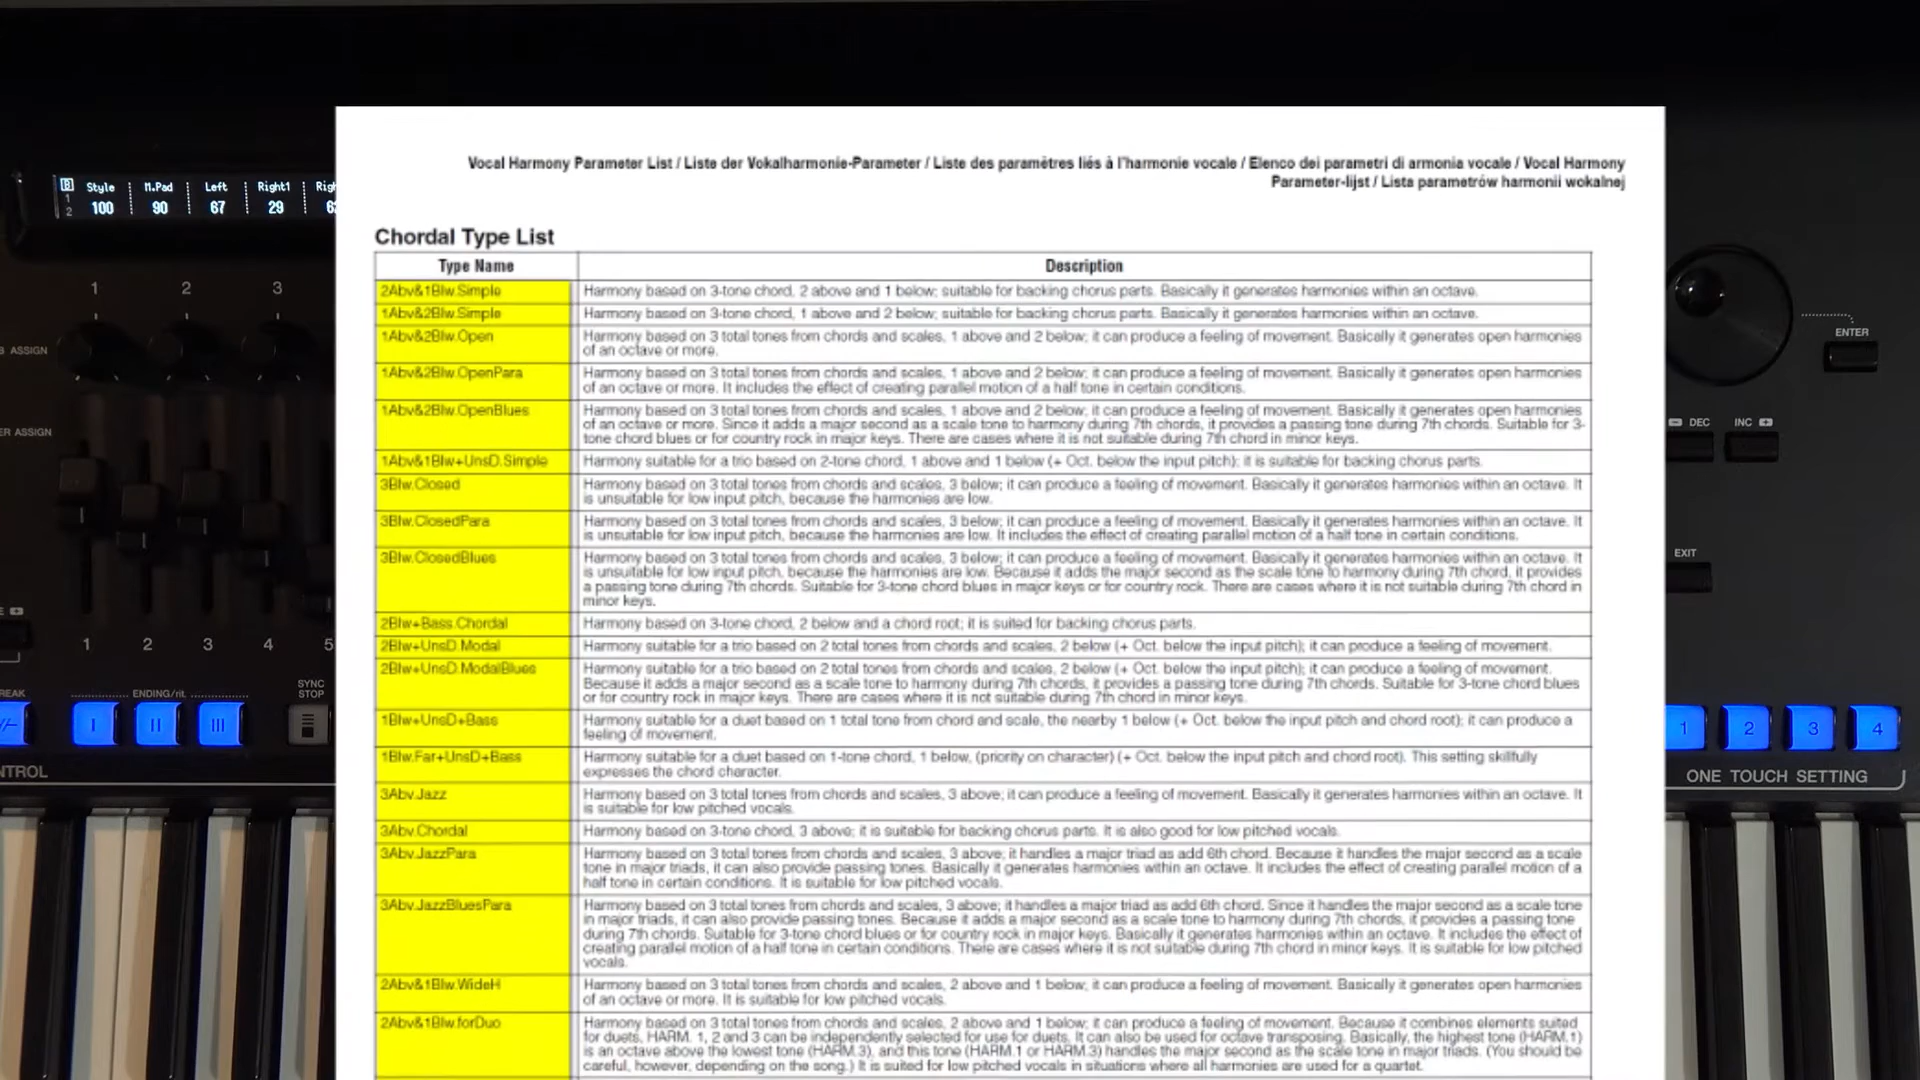 Vocal Harmony Parameter List / Liste der Vokalharmonie-Parameter / Liste des paramètres liés à l'harmonie vocale / Elenco dei parametri di armonia vocale / Vocal Harmony
Parameter-lijst / Lista parametrów harmonii wokalnej
Chordal Type List
Type Name Description
2Abv&1Blw.Simple Harmony based on 3-tone chord, 2 above and 1 below; suitable for backing chorus parts. Basically it generates harmonies within an octave.
1Abv&2Blw.Simple Harmony based on 3-tone chord, 1 above and 2 below; suitable for backing chorus parts. Basically it generates harmonies within an octave.
1Abv&2Blw.Open Harmony based on 3 total tones from chords and scales, 1 above and 2 below; it can produce a feeling of movement. Basically it generates open harmonies
of an octave or more.
1Abv&2Blw.OpenPara Harmony based on 3 total tones from chords and scales, 1 above and 2 below; it can produce a feeling of movement. Basically it generates open harmonies
of an octave or more. It includes the effect of creating parallel motion of a half tone in certain conditions.
1Abv&2Blw.OpenBlues Harmony based on 3 total tones from chords and scales, 1 above and 2 below; it can produce a feeling of movement. Basically it generates open harmonies
of an octave or more. Since it adds a major second as a scale tone to harmony during 7th chords, it provides a passing tone during 7th chords. Suitable for 3-
tone chord blues or for country rock in major keys. There are cases where it is not suitable during 7th chord in minor keys.
1Abv&1Blw+UnsD.Simple Harmony suitable for a trio based on 2-tone chord, 1 above and 1 below (+ Oct. below the input pitch); it is suitable for backing chorus parts.
3Blw.Closed Harmony based on 3 total tones from chords and scales, 3 below; it can produce a feeling of movement. Basically it generates harmonies within an octave. It
is unsuitable for low input pitch, because the harmonies are low.
3Blw.ClosedPara Harmony based on 3 total tones from chords and scales, 3 below; it can produce a feeling of movement. Basically it generates harmonies within an octave. It
is unsuitable for low input pitch, because the harmonies are low. It includes the effect of creating parallel motion of a half tone in certain conditions.
3Blw.ClosedBlues Harmony based on 3 total tones from chords and scales, 3 below; it can produce a feeling of movement. Basically it generates harmonies within an octave. It
is unsuitable for low input pitch, because the harmonies are low. Because it adds the major second as the scale tone to harmony during 7th chord, it provides
a passing tone during 7th chords. Suitable for 3-tone chord blues in major keys or for country rock. There are cases where it is not suitable during 7th chord in
minor keys.
2Blw+Bass.Chordal Harmony based on 3-tone chord, 2 below and a chord root; it is suited for backing chorus parts.
2Blw+UnsD.Modal Harmony suitable for a trio based on 2 total tones from chords and scales, 2 below (+ Oct. below the input pitch); it can produce a feeling of movement.
2Blw+UnsD.ModalBlues Harmony suitable for a trio based on 2 total tones from chords and scales, 2 below (+ Oct. below the input pitch); it can produce a feeling of movement.
Because it adds a major second as a scale tone to harmony during 7th chords, it provides a passing tone during 7th chords. Suitable for 3-tone chord blues
or for country rock in major keys. There are cases where it is not suitable during 7th chord in minor keys.
1Blw+UnsD+Bass Harmony suitable for a duet based on 1 total tone from chord and scale, the nearby 1 below (+ Oct. below the input pitch and chord root); it can produce a
feeling of movement.
1Blw.Far+UnsD+Bass Harmony suitable for a duet based on 1-tone chord, 1 below, (priority on character) (+ Oct. below the input pitch and chord root). This setting skillfully
expresses the chord character.
3Abv.Jazz Harmony based on 3 total tones from chords and scales, 3 above; it can produce a feeling of movement. Basically it generates harmonies within an octave. It
is suitable for low pitched vocals.
3Abv.Chordal Harmony based on 3-tone chord, 3 above; it is suitable for backing chorus parts. It is also good for low pitched vocals.
3Abv.JazzPara Harmony based on 3 total tones from chords and scales, 3 above; it handles a major triad as add 6th chord. Because it handles the major second as a scale
tone in major triads, it can also provide passing tones. Basically it generates harmonies within an octave. It includes the effect of creating parallel motion of a
half tone in certain conditions. It is suitable for low pitched vocals.
3Abv.JazzBluesPara Harmony based on 3 total tones from chords and scales, 3 above; it handles a major triad as add 6th chord. Since it handles the major second as a scale tone
in major triads, it can also provide passing tones. Because it adds a major second as a scale tone to harmony during 7th chords, it provides a passing tone
during 7th chords. Suitable for 3-tone chord blues or for country rock in major keys. Basically it generates harmonies within an octave. It includes the effect of
creating parallel motion of a half tone in certain conditions. There are cases where it is not suitable during 7th chord in minor keys. It is suitable for low pitched
vocals.
2Abv&1Blw.WideH Harmony based on 3 total tones from chords and scales, 2 above and 1 below; it can produce a feeling of movement. Basically it generates open harmonies
of an octave or more. It is suitable for low pitched vocals.
2Abv&1Blw.forDuo Harmony based on 3 total tones from chords and scales, 2 above and 1 below; it can produce a feeling of movement. Because it combines elements suited
for duets, HARM. 1, 2 and 3 can be independently selected for use for duets. It can also be used for octave transposing. Basically, the highest tone (HARM.1)
is an octave above the lowest tone (HARM.3), and this tone (HARM.1 or HARM.3) handles the major second as the scale tone in major triads. (You should be
careful, however, depending on the song.) It is suited for low pitched vocals in situations where all harmonies are used for a quartet.
B 1 2
Style M.Pad Left Right1 Righ
100 90 67 29 6
1 2 3
B ASSIGN
ER ASSIGN
1 2 3 4 5
REAK ENDING/rit. SYNC STOP
I II III
NTROL
ENTER
DEC INC
EXIT
1 2 3 4
ONE TOUCH SETTING